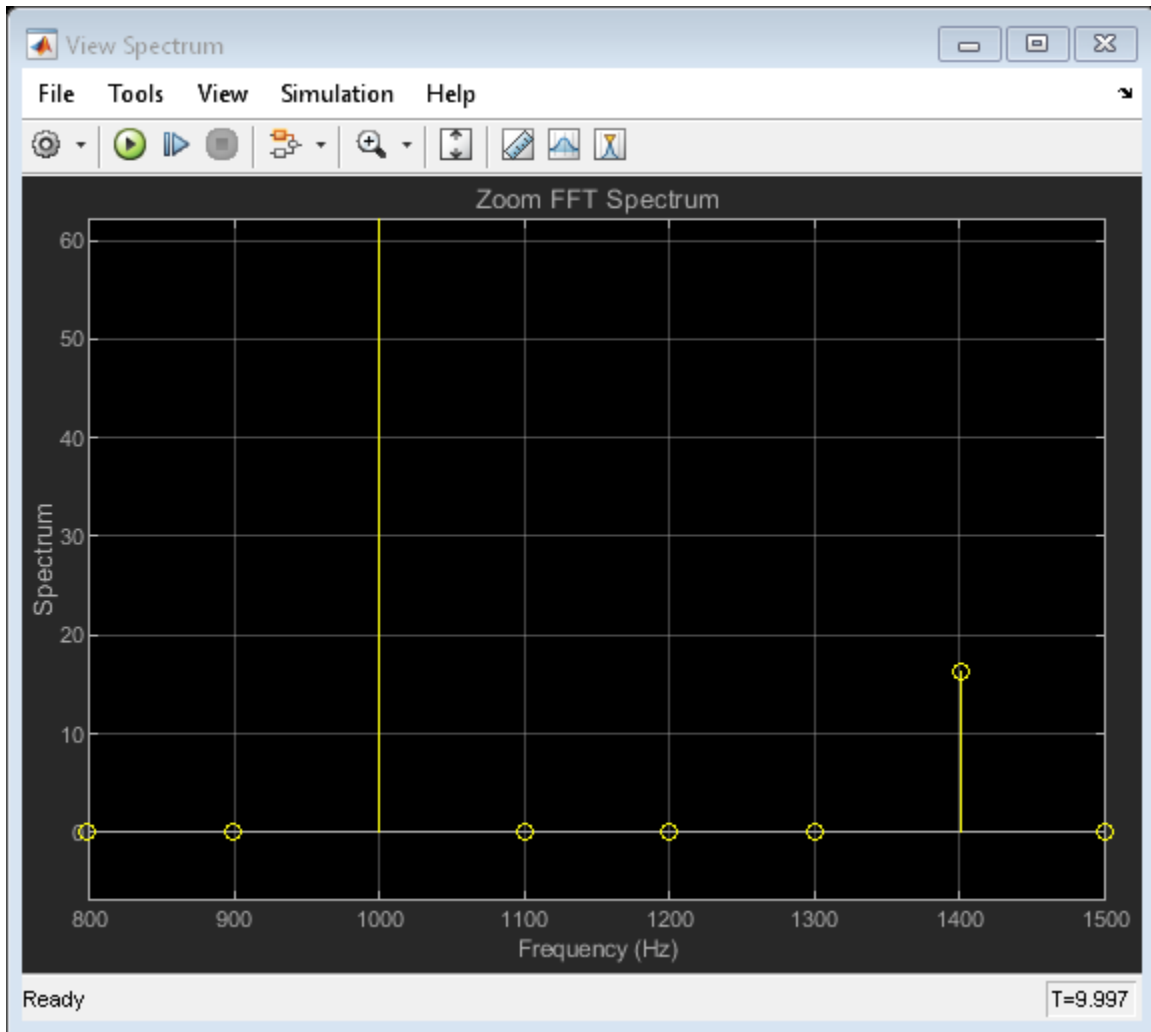 View Spectrum
File Tools View Simulation Help
Zoom FFT Spectrum
60
50
40
30
20
10
0
Spectrum
800 900 1000 1100 1200 1300 1400 1500
Frequency (Hz)
Ready T=9.997